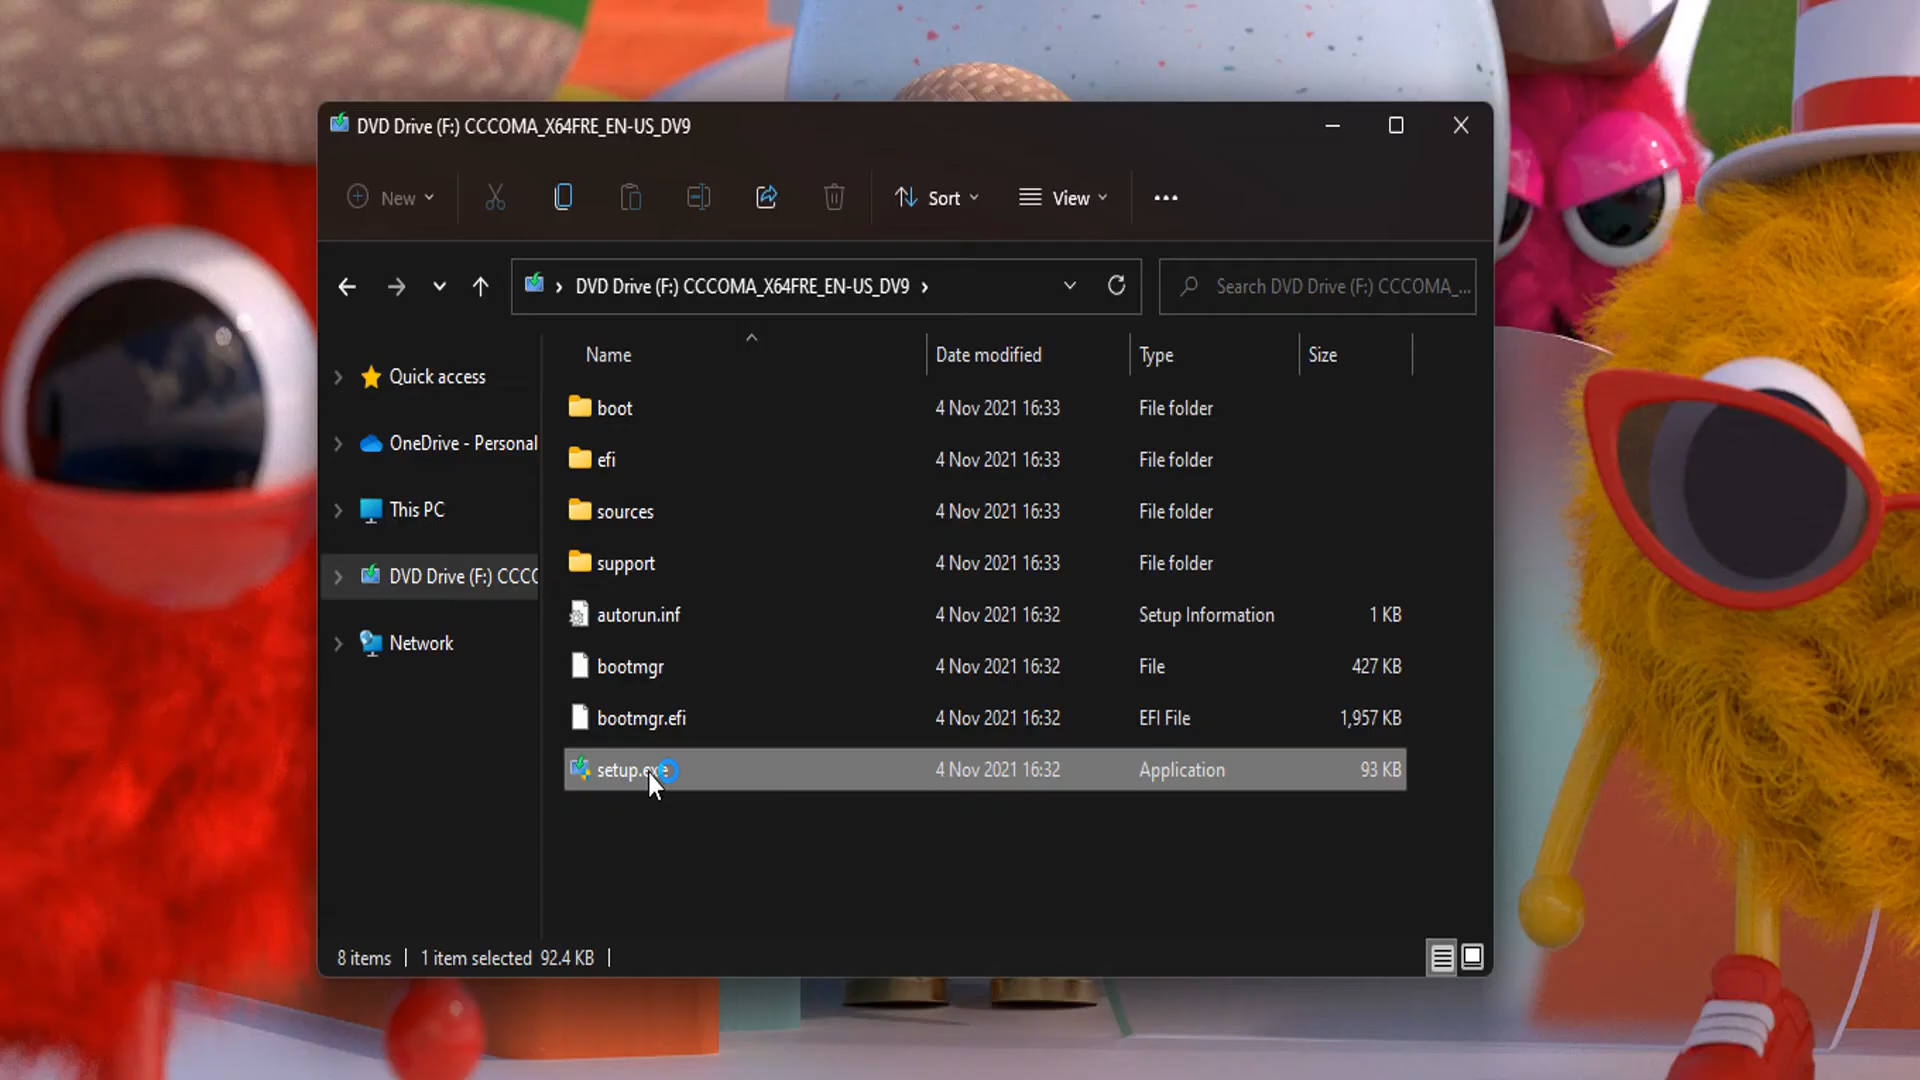 DVD Drive (F:) CCCOMA_X64FRE_EN-US_DV9
New Sort View
DVD Drive (F:) CCCOMA_X64FRE_EN-US_DV9
Search DVD Drive (F:) CCCOMA_...
Name Date modified Type Size
Quick access
OneDrive - Personal
This PC
DVD Drive (F:) CCCC
Network
boot 4 Nov 2021 16:33 File folder
efi 4 Nov 2021 16:33 File folder
sources 4 Nov 2021 16:33 File folder
support 4 Nov 2021 16:33 File folder
autorun.inf 4 Nov 2021 16:32 Setup Information 1 KB
bootmgr 4 Nov 2021 16:32 File 427 KB
bootmgr.efi 4 Nov 2021 16:32 EFI File 1,957 KB
setup.exe 4 Nov 2021 16:32 Application 93 KB
8 items 1 item selected 92.4 KB